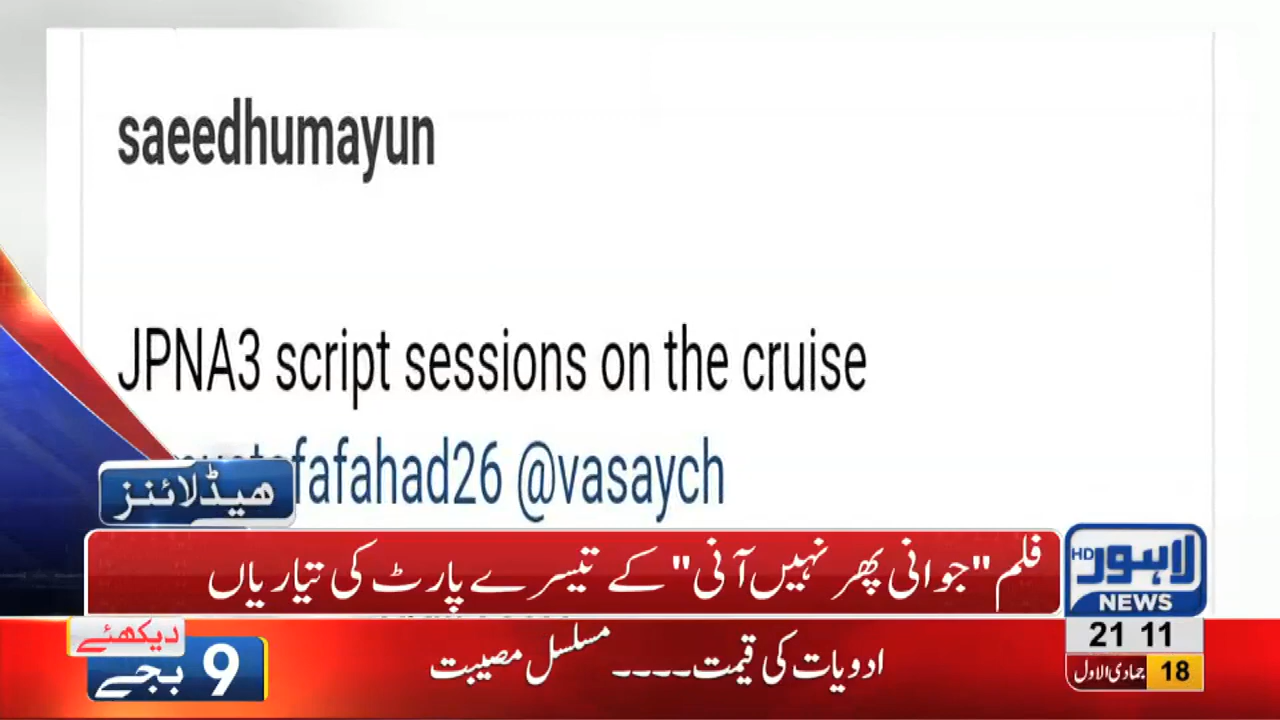 saeedhumayun
JPNA3 script sessions on the cruise
fafahad26 @vasaych
ھیڈلائنز
فلم "جوانی پھر نہیں آنی" کے تیسرے پارٹ کی تیاریاں
HD لاہور
NEWS
21 11
18 جمادی الاول
دیکھئے
9 بجے
ادویات کی قیمت۔۔۔۔ مسلسل مصیبت